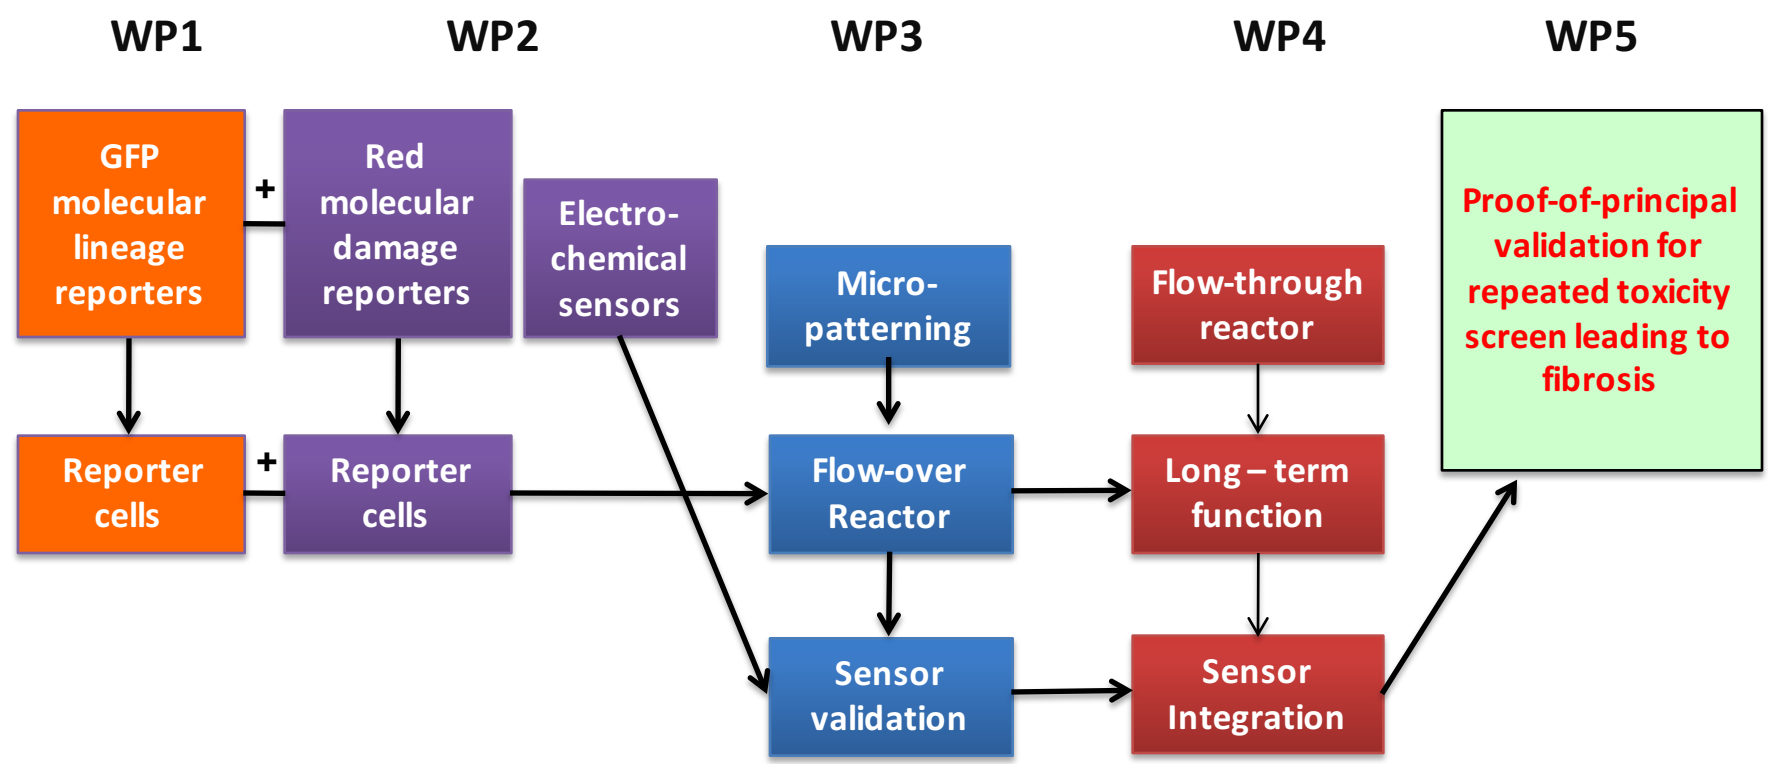 WP1
WP2
WP3
WP4
WP5
GFP
molecular
lineage
reporters
+
Red
molecular
damage
reporters
Electro-
chemical
sensors
Micro-
patterning
Flow-through
reactor
Proof-of-principal
validation for
repeated toxicity
screen leading to
fibrosis
Reporter
cells
+
Reporter
cells
Flow-over
Reactor
Long – term
function
Sensor
validation
Sensor
Integration